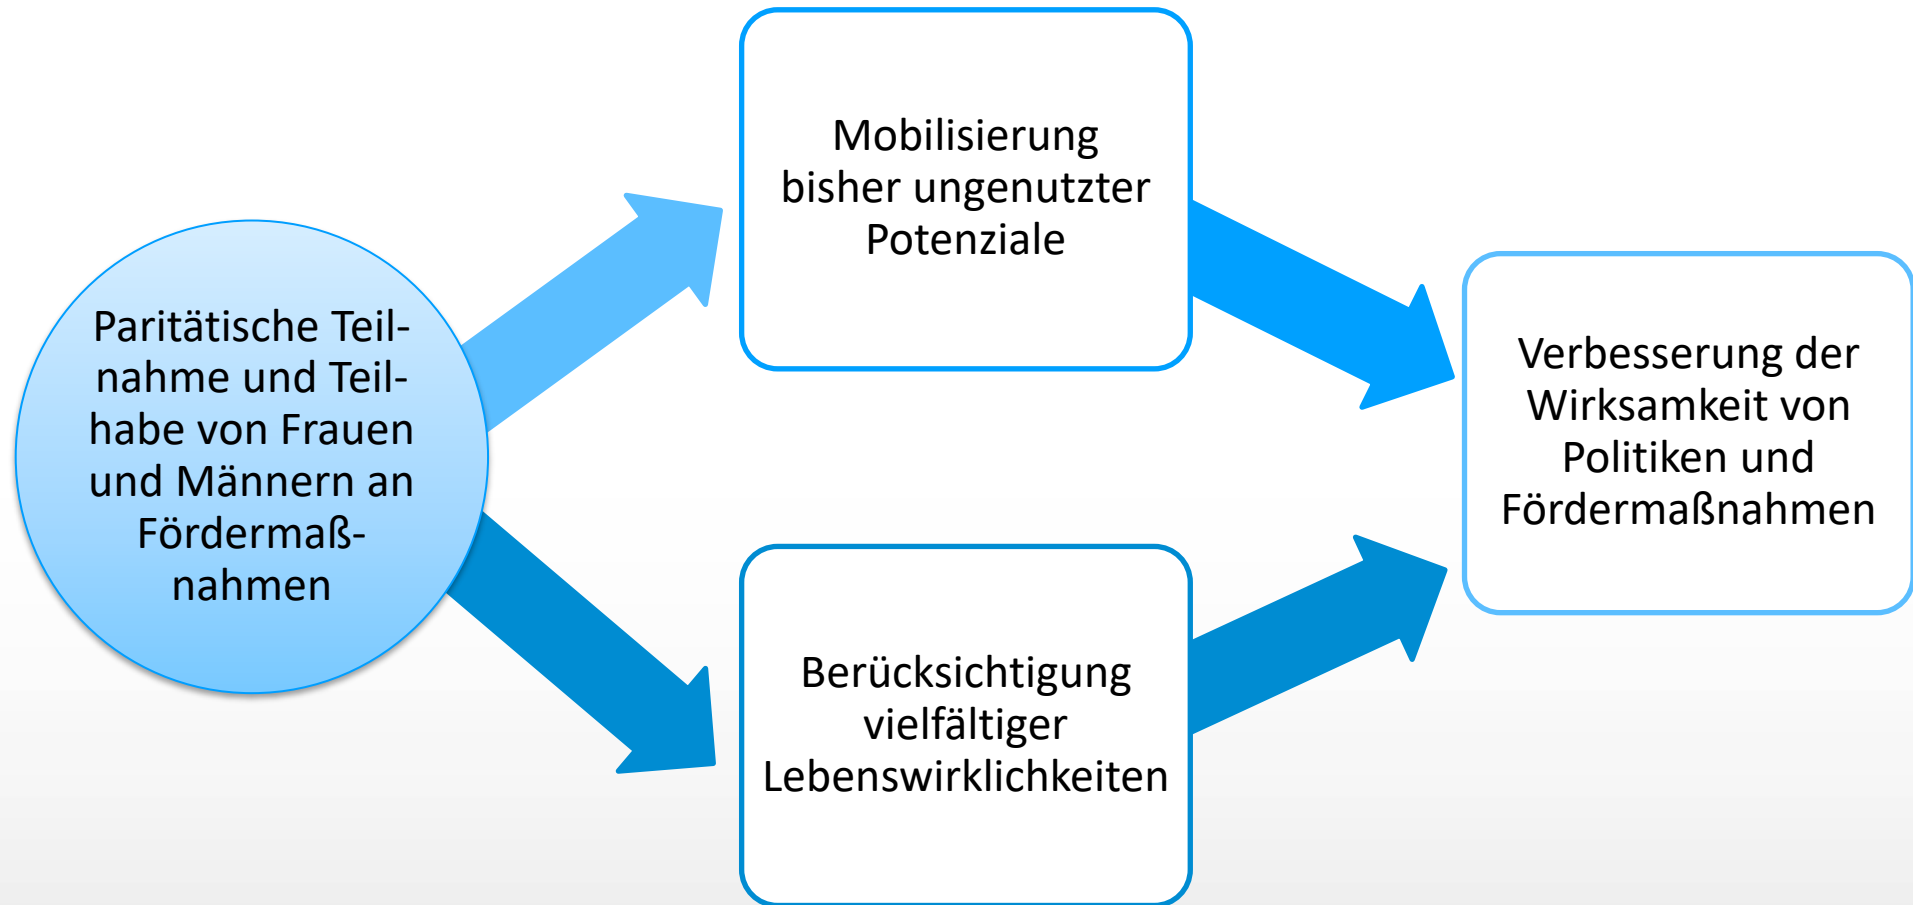 Paritätische Teil-
nahme und Teil-
habe von Frauen
und Männern an
Fördermaß-
nahmen
Mobilisierung
bisher ungenutzter
Potenziale
Berücksichtigung
vielfältiger
Lebenswirklichkeiten
Verbesserung der
Wirksamkeit von
Politiken und
Fördermaßnahmen